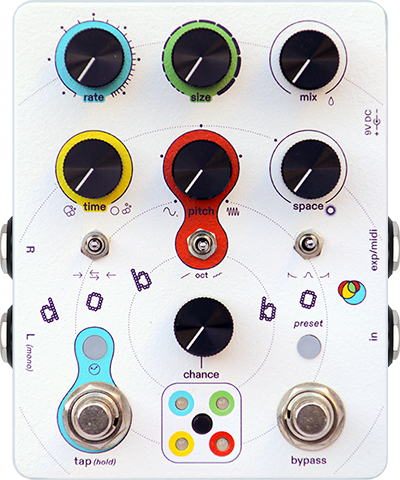 rate
size
mix
9V DC
time
pitch
space
R
oct
exp/midi
d o b b o
L
(mono)
preset
in
chance
tap (hold)
bypass